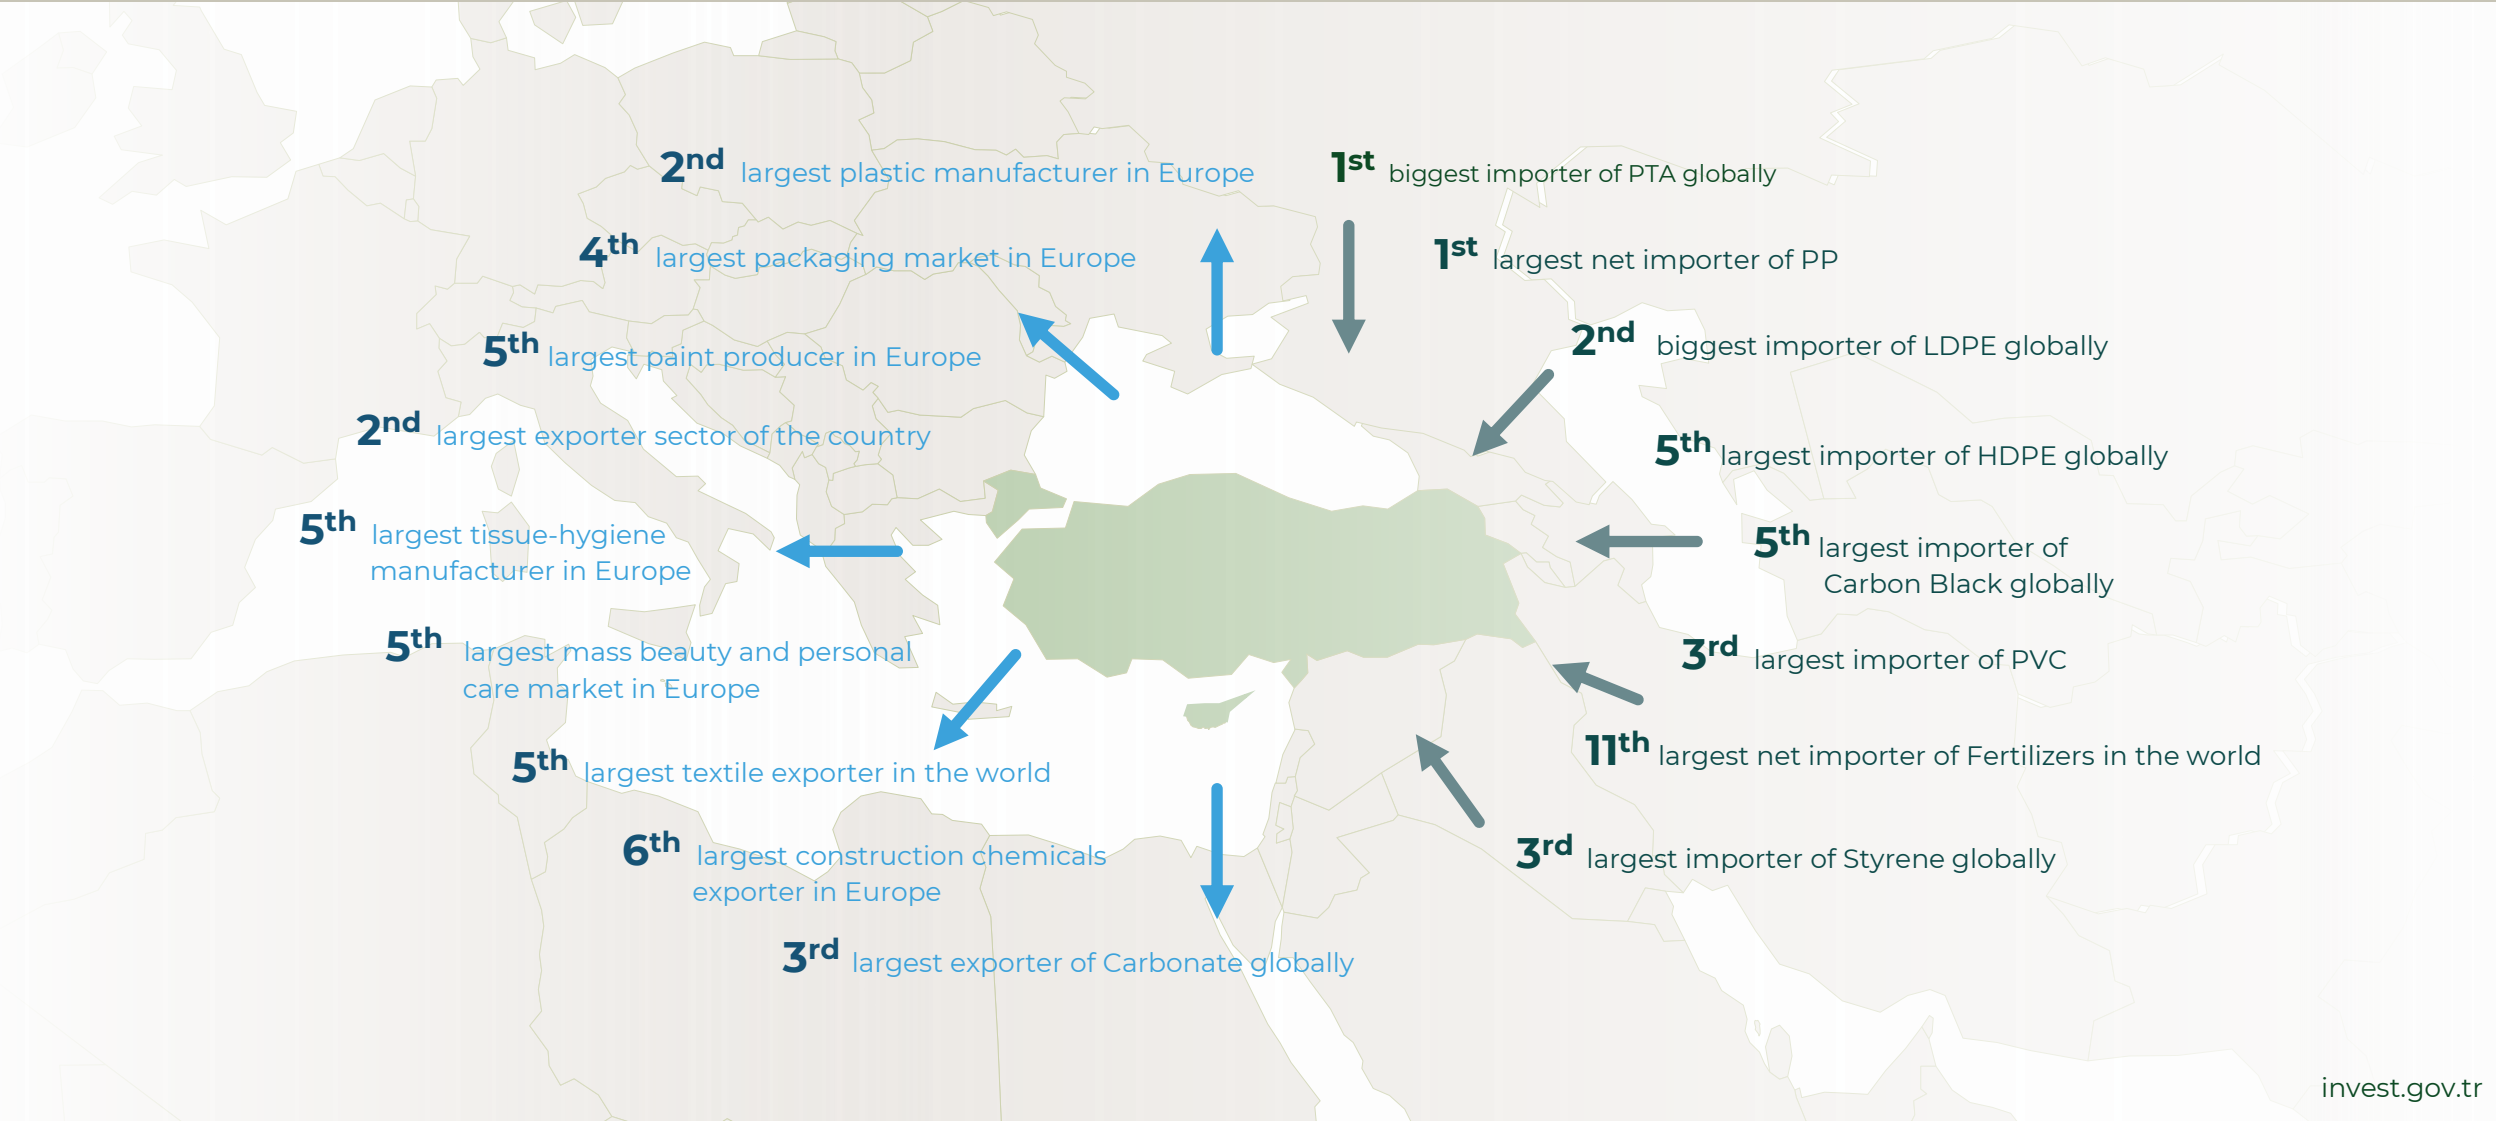 2nd largest plastic manufacturer in Europe
4th largest packaging market in Europe
5th largest paint producer in Europe
2nd largest exporter sector of the country
5th largest tissue-hygiene
manufacturer in Europe
5th largest mass beauty and personal
care market in Europe
5th largest textile exporter in the world
6th largest construction chemicals
exporter in Europe
3rd largest exporter of Carbonate globally
1st biggest importer of PTA globally
1st largest net importer of PP
2nd biggest importer of LDPE globally
5th largest importer of HDPE globally
5th largest importer of
Carbon Black globally
3rd largest importer of PVC
11th largest net importer of Fertilizers in the world
3rd largest importer of Styrene globally
invest.gov.tr